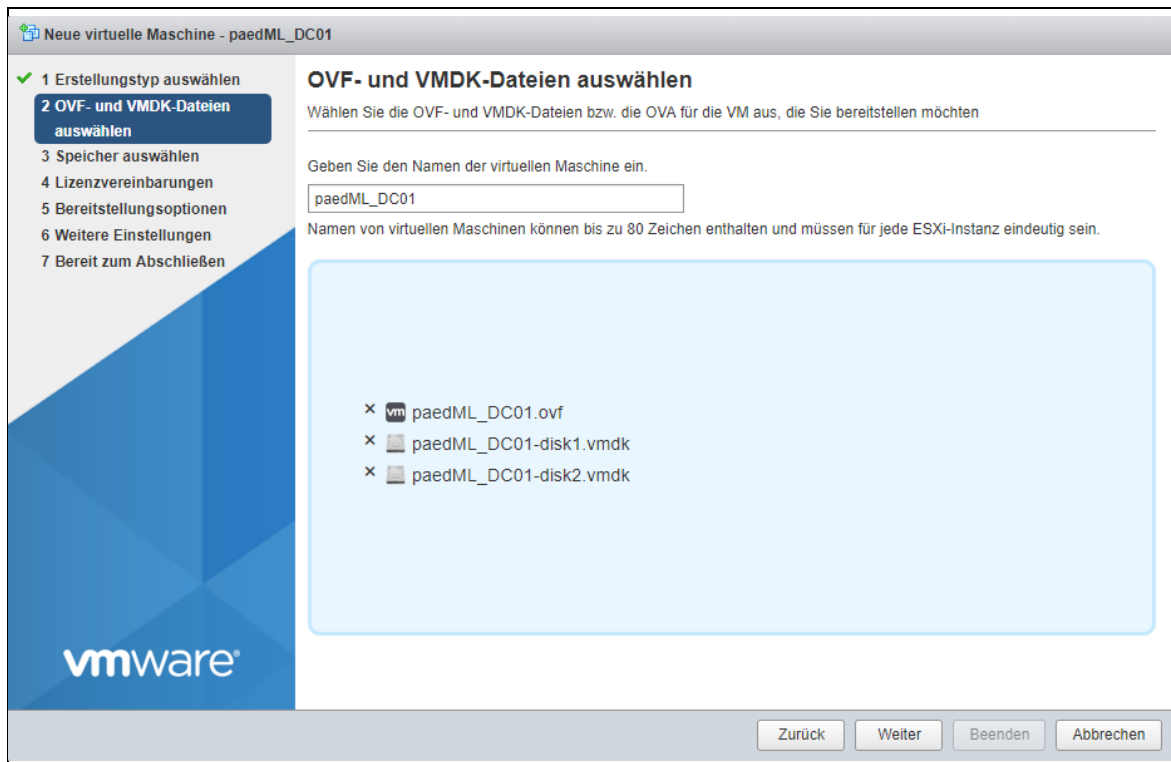 Neue virtuelle Maschine - paedML_DC01
1 Erstellungstyp auswählen
2 OVF- und VMDK-Dateien
auswählen
3 Speicher auswählen
4 Lizenzvereinbarungen
5 Bereitstellungsoptionen
6 Weitere Einstellungen
7 Bereit zum Abschließen
vmware®
OVF- und VMDK-Dateien auswählen
Wählen Sie die OVF- und VMDK-Dateien bzw. die OVA für die VM aus, die Sie bereitstellen möchten
Geben Sie den Namen der virtuellen Maschine ein.
paedML_DC01
Namen von virtuellen Maschinen können bis zu 80 Zeichen enthalten und müssen für jede ESXi-Instanz eindeutig sein.
× vm paedML_DC01.ovf
× paedML_DC01-disk1.vmdk
× paedML_DC01-disk2.vmdk
Zurück Weiter Beenden Abbrechen